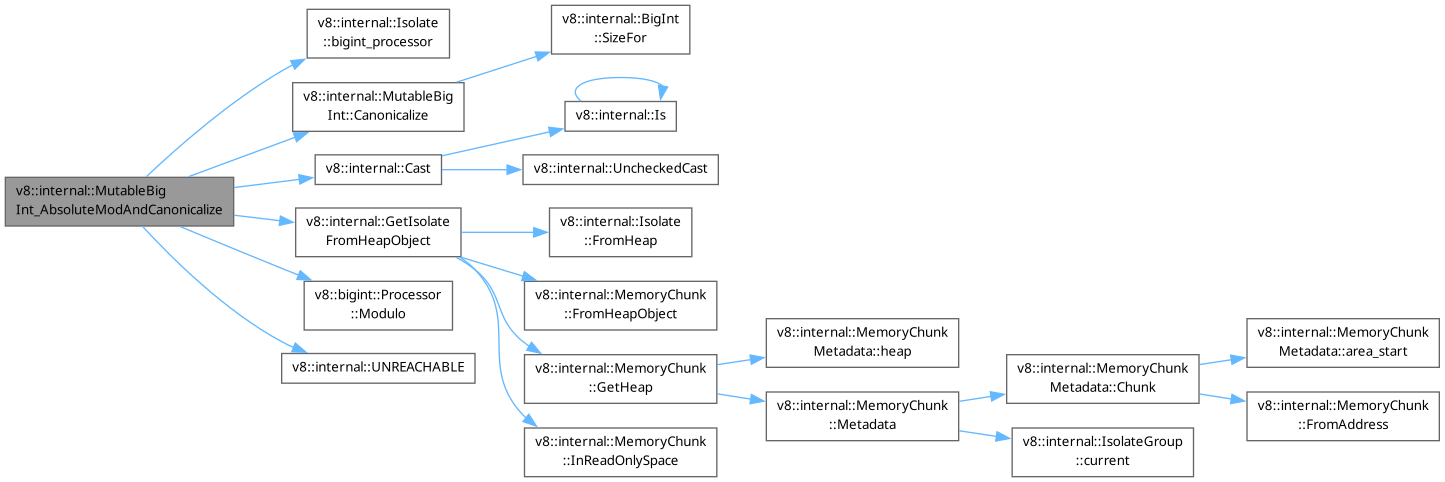 v8::internal::MutableBig
Int_AbsoluteModAndCanonicalize
v8::internal::Isolate
::bigint_processor
v8::internal::MutableBig
Int::Canonicalize
v8::internal::BigInt
::SizeFor
v8::internal::Cast
v8::internal::Is
v8::internal::UncheckedCast
v8::internal::GetIsolate
FromHeapObject
v8::internal::Isolate
::FromHeap
v8::internal::MemoryChunk
::FromHeapObject
v8::internal::MemoryChunk
::GetHeap
v8::internal::MemoryChunk
Metadata::heap
v8::internal::MemoryChunk
::Metadata
v8::internal::MemoryChunk
Metadata::Chunk
v8::internal::MemoryChunk
Metadata::area_start
v8::internal::MemoryChunk
::FromAddress
v8::internal::IsolateGroup
::current
v8::internal::MemoryChunk
::InReadOnlySpace
v8::bigint::Processor
::Modulo
v8::internal::UNREACHABLE